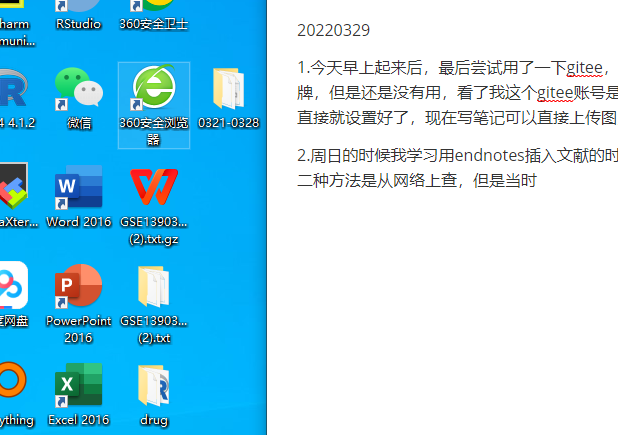 harm
muni...
RStudio
360安全卫士
4.1.2
微信
360安全浏览
器
0321-0328
aXter...
Word 2016
GSE13903...
(2).txt.gz
网盘
PowerPoint
2016
GSE13903...
(2).txt
ything
Excel 2016
drug
20220329
1.今天早上起来后，最后尝试用了一下gitee，
牌，但是还是没有用，看了我这个gitee账号是
直接就设置好了，现在写笔记可以直接上传图
2.周日的时候我学习用endnotes插入文献的时
二种方法是从网络上查，但是当时